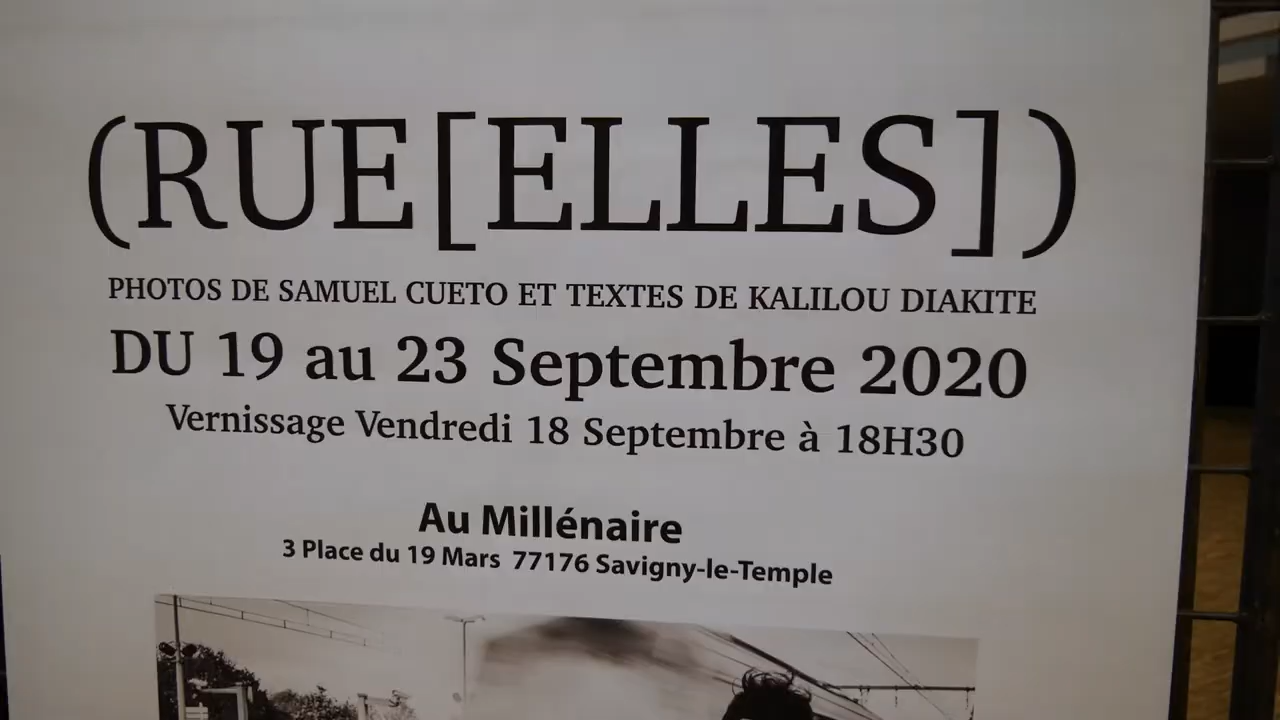 (RUE[ELLES])
PHOTOS DE SAMUEL CUETO ET TEXTES DE KALILOU DIAKITE
DU 19 au 23 Septembre 2020
Vernissage Vendredi 18 Septembre à 18H30
Au Millénaire
3 Place du 19 Mars 77176 Savigny-le-Temple